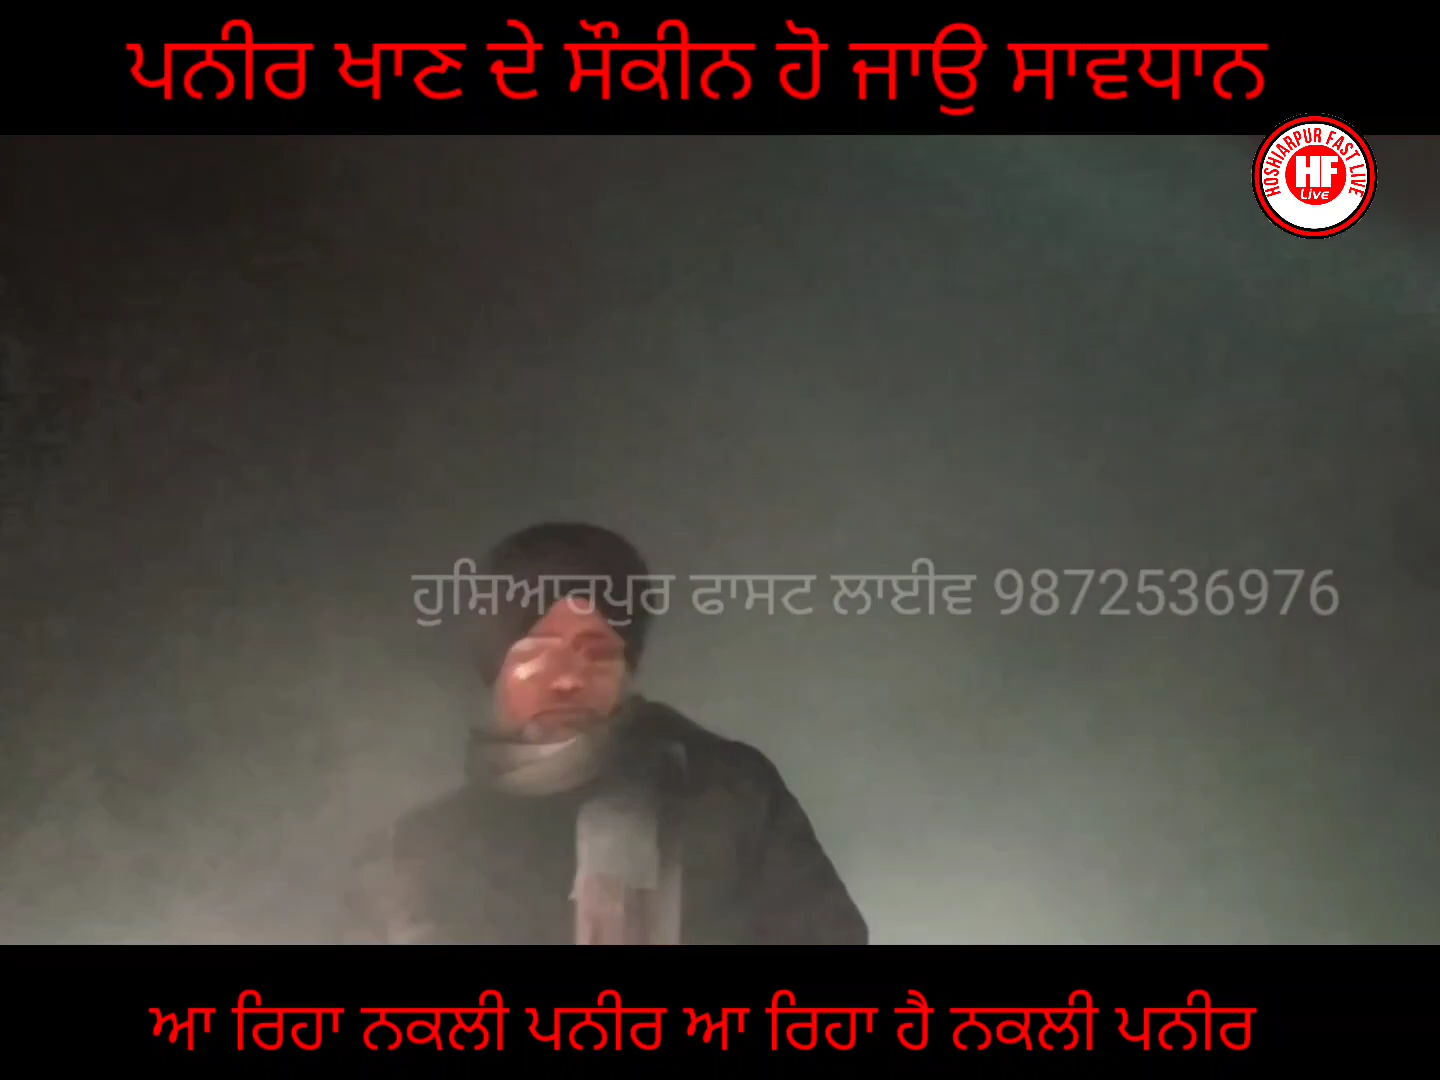 ਪਨੀਰ ਖਾਣ ਦੇ ਸੌਕੀਨ ਹੋ ਜਾਉ ਸਾਵਧਾਨ
HOSHIARPUR FAST LIVE
HF
Live
ਹੁਸ਼ਿਆਰਪੁਰ ਫਾਸਟ ਲਾਈਵ 9872536976
ਆ ਰਿਹਾ ਨਕਲੀ ਪਨੀਰ ਆ ਰਿਹਾ ਹੈ ਨਕਲੀ ਪਨੀਰ